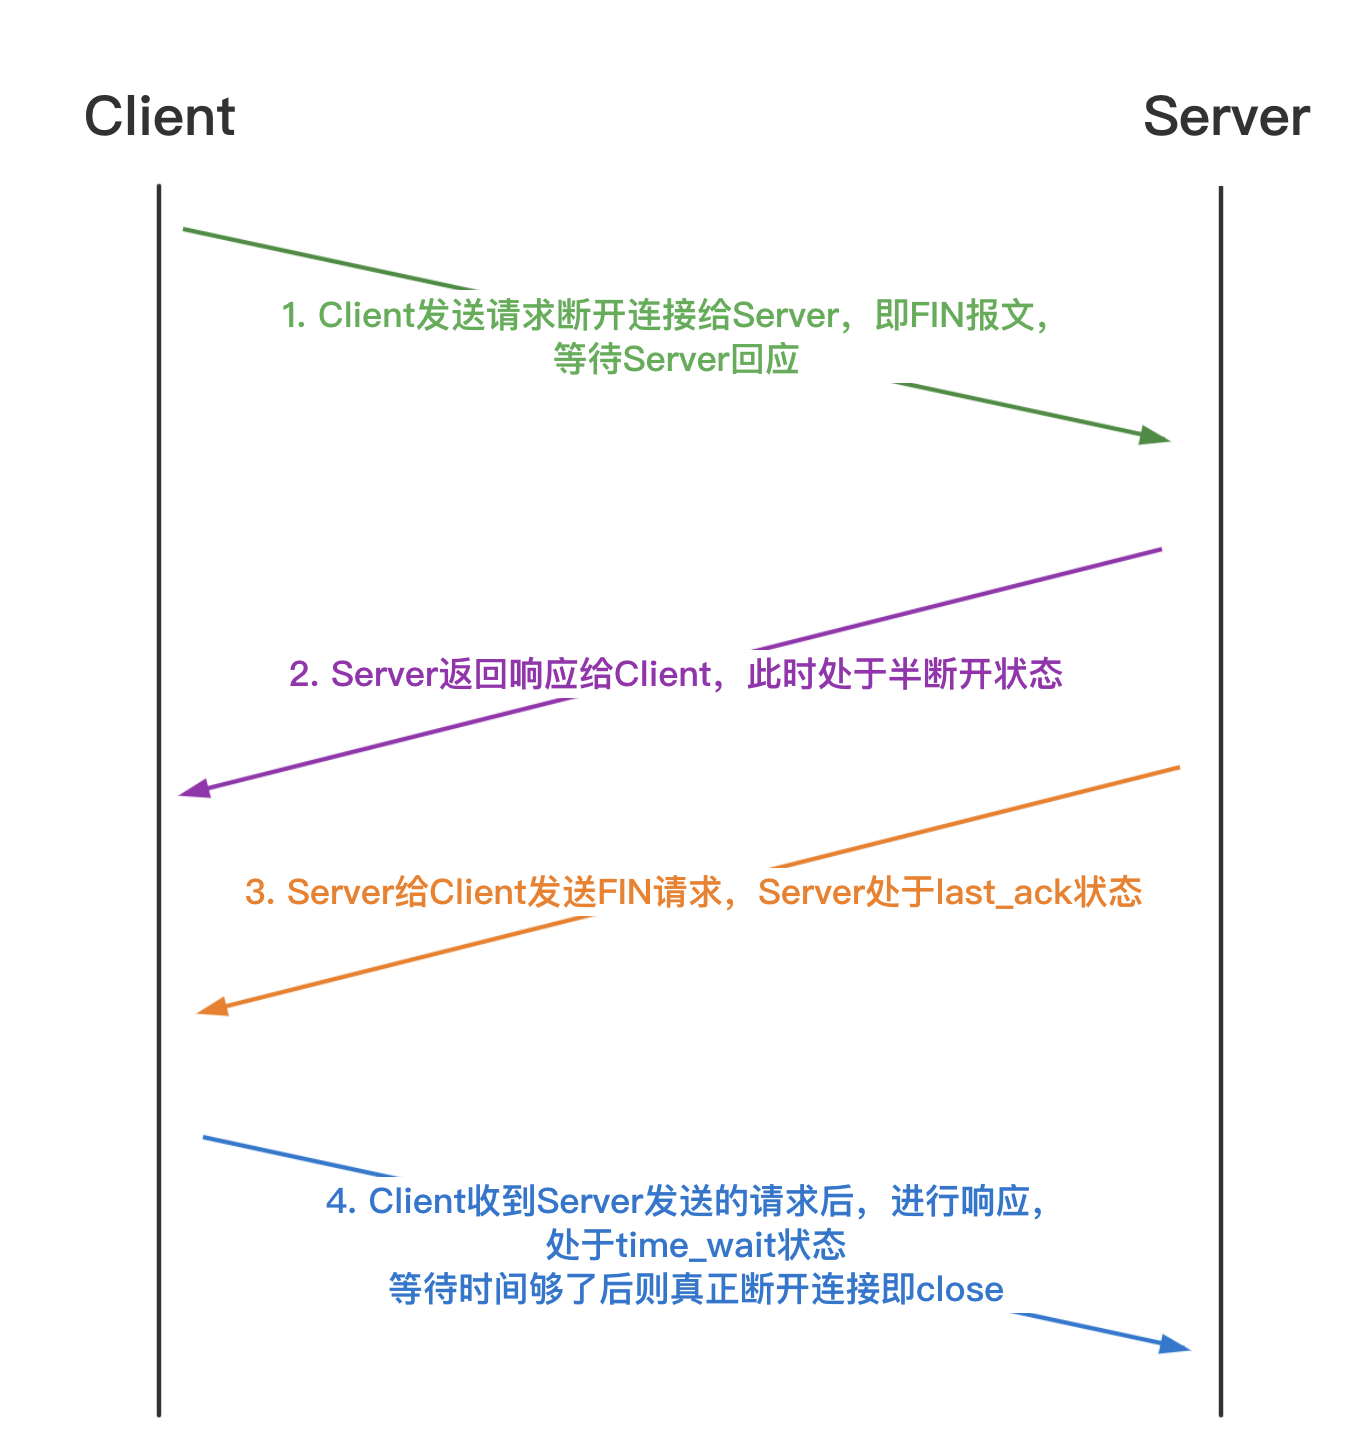 Client
Server
1. Client发送请求断开连接给Server，即FIN报文，
等待Server回应
2. Server返回响应给Client，此时处于半断开状态
3. Server给Client发送FIN请求，Server处于last_ack状态
4. Client收到Server发送的请求后，进行响应，
处于time_wait状态
等待时间够了后则真正断开连接即close